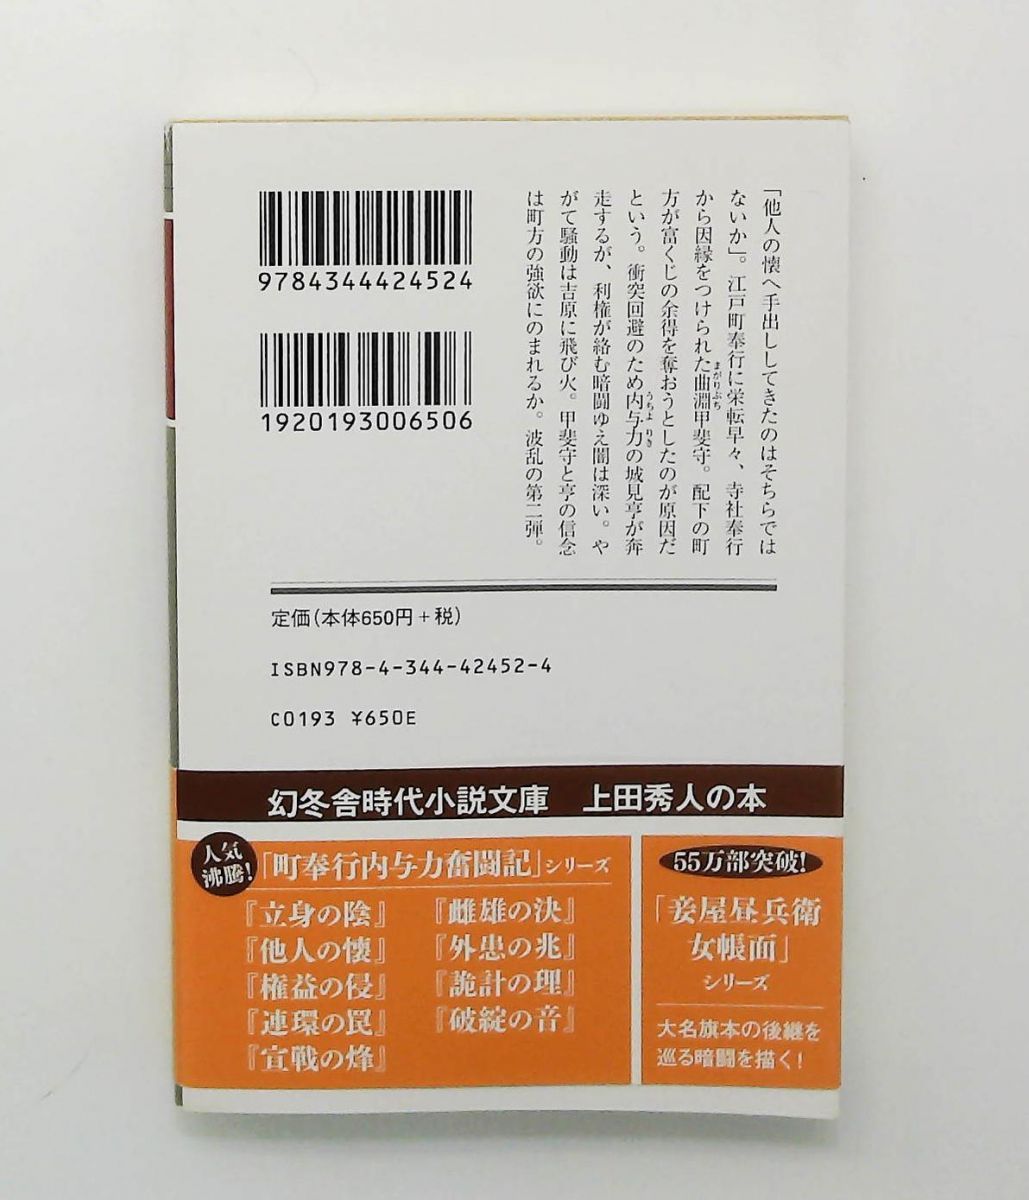 「他人の懐へ手出ししてきたのはそちらでは
ないか」。江戸町奉行に栄転早々、寺社奉行
から因縁をつけられた曲淵甲斐守。配下の町
まがりぶち
方が富くじの余得を奪おうとしたのが原因だ
という。衝突回避のため内与力の城見亨が奔
うちよりき
走するが、利権が絡む暗闘ゆえ闇は深い。や
がて騒動は吉原に飛び火。甲斐守と亨の信念
は町方の強欲にのまれるか。波乱の第二弾。
9784344424524
1920193006506
定価(本体650円+税)
ISBN978-4-344-42452-4
C0193 ¥650E
幻冬舎時代小説文庫 上田秀人の本
人気
沸騰!
「町奉行内与力奮闘記」シリーズ
『立身の陰』
『他人の懐』
『権益の侵』
『連環の罠』
『宣戦の烽』
『雌雄の決』
『外患の兆』
『詭計の理』
『破綻の音』
55万部突破!
「妾屋昼兵衛
女帳面」
シリーズ
大名旗本の後継を
巡る暗闘を描く!